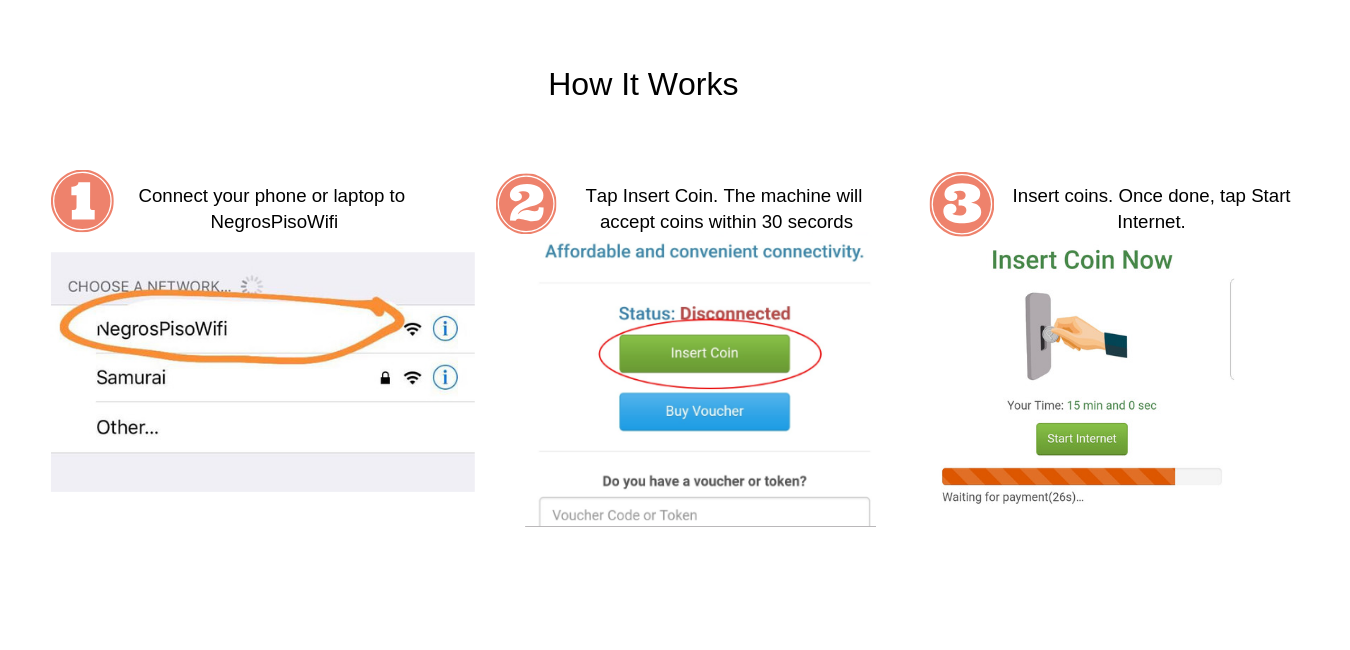 How It Works
1
Connect your phone or laptop to
NegrosPisoWifi
CHOOSE A NETWORK...
NegrosPisoWifi
Samurai
Other...
2
Tap Insert Coin. The machine will
accept coins within 30 secords
Affordable and convenient connectivity.
Status: Disconnected
Insert Coin
Buy Voucher
Do you have a voucher or token?
Voucher Code or Token
3
Insert coins. Once done, tap Start
Internet.
Insert Coin Now
Your Time: 15 min and 0 sec
Start Internet
Waiting for payment(26s)...